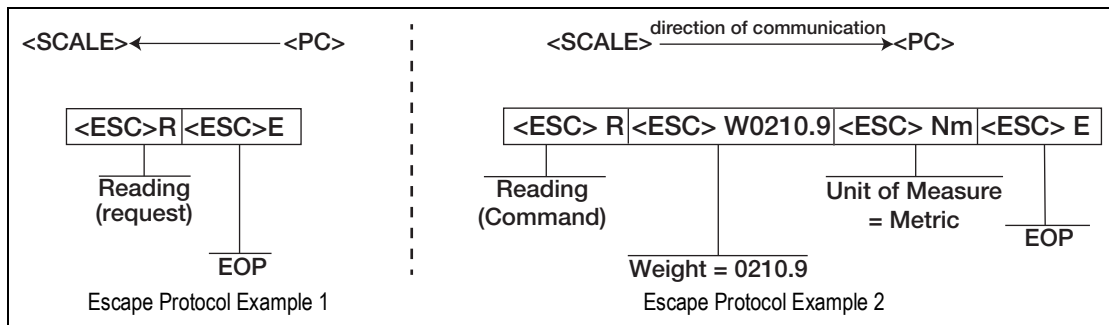 <SCALE> <PC>
<ESC>R <ESC>E
Reading
(request)
EOP
Escape Protocol Example 1
<SCALE> direction of communication <PC>
<ESC> R <ESC> W0210.9 <ESC> Nm <ESC> E
Reading
(Command)
Weight = 0210.9
Unit of Measure
= Metric
EOP
Escape Protocol Example 2